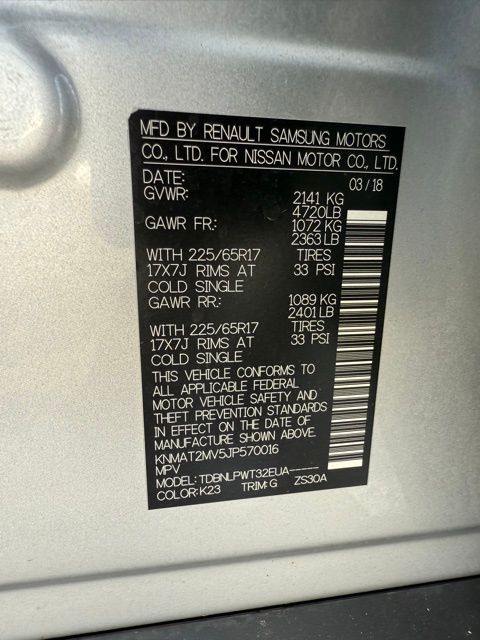 MFD BY RENAULT SAMSUNG MOTORS
CO., LTD. FOR NISSAN MOTOR CO., LTD.
DATE: 03/18
GVWR: 2141 KG
4720LB
GAWR FR: 1072 KG
2363LB
WITH 225/65R17 TIRES
17X7J RIMS AT 33 PSI
COLD SINGLE
GAWR RR: 1089 KG
2401LB
WITH 225/65R17 TIRES
17X7J RIMS AT 33 PSI
COLD SINGLE
THIS VEHICLE CONFORMS TO
ALL APPLICABLE FEDERAL
MOTOR VEHICLE SAFETY AND
THEFT PREVENTION STANDARDS
IN EFFECT ON THE DATE OF
MANUFACTURE SHOWN ABOVE.
KNMAT2MV5JP570016
MPV
MODEL: TDBNLPWT32EUA-----
COLOR: K23 TRIM: G ZS30A